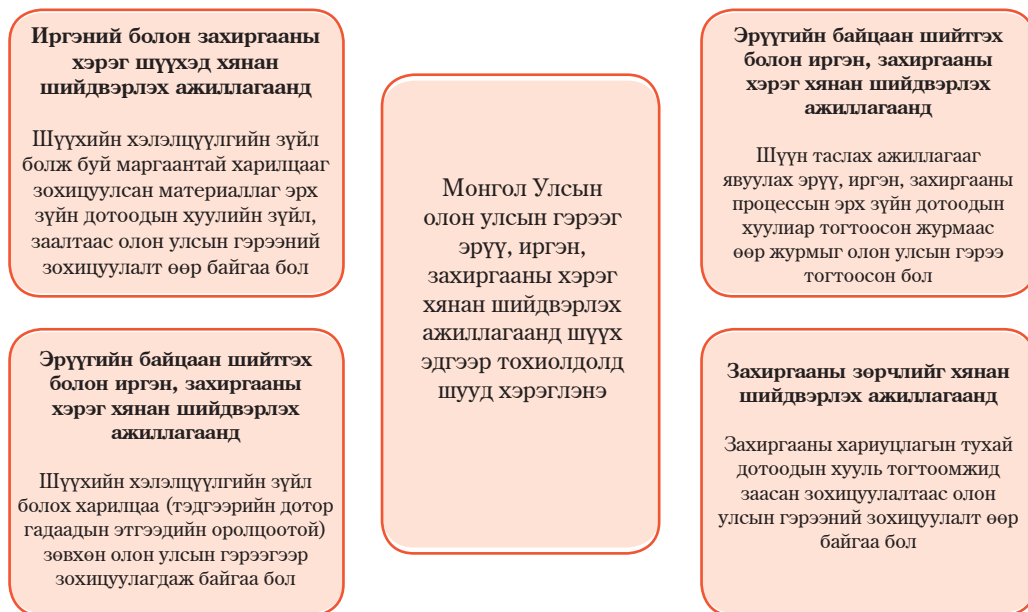 Иргэний болон захиргааны
хэрэг шүүхэд хянан
шийдвэрлэх ажиллагаанд
Шүүхийн хэлэлцүүлгийн зүйл
болж буй маргаантай харилцааг
зохицуулсан материаллаг эрх
зүйн дотоодын хуулийн зүйл,
заалтаас олон улсын гэрээний
зохицуулалт өөр байгаа бол
Эрүүгийн байцаан шийтгэх
болон иргэн, захиргааны
хэрэг хянан шийдвэрлэх
ажиллагаанд
Шүүхийн хэлэлцүүлгийн зүйл
болох харилцаа (тэдгээрийн дотор
гадаадын этгээдийн оролцоотой)
зөвхөн олон улсын гэрээгээр
зохицуулагдаж байгаа бол
Монгол Улсын
олон улсын гэрээг
эрүү, иргэн,
захиргааны хэрэг
хянан шийдвэрлэх
ажиллагаанд шүүх
эдгээр тохиолдолд
шууд хэрэглэнэ
Эрүүгийн байцаан шийтгэх
болон иргэн, захиргааны
хэрэг хянан шийдвэрлэх
ажиллагаанд
Шүүн таслах ажиллагааг
явуулах эрүү, иргэн, захиргааны
процессын эрх зүйн дотоодын
хуулиар тогтоосон журмаас
өөр журмыг олон улсын гэрээ
тогтоосон бол
Захиргааны зөрчлийг хянан
шийдвэрлэх ажиллагаанд
Захиргааны хариуцлагын тухай
дотоодын хууль тогтоомжид
заасан зохицуулалтаас олон
улсын гэрээний зохицуулалт өөр
байгаа бол